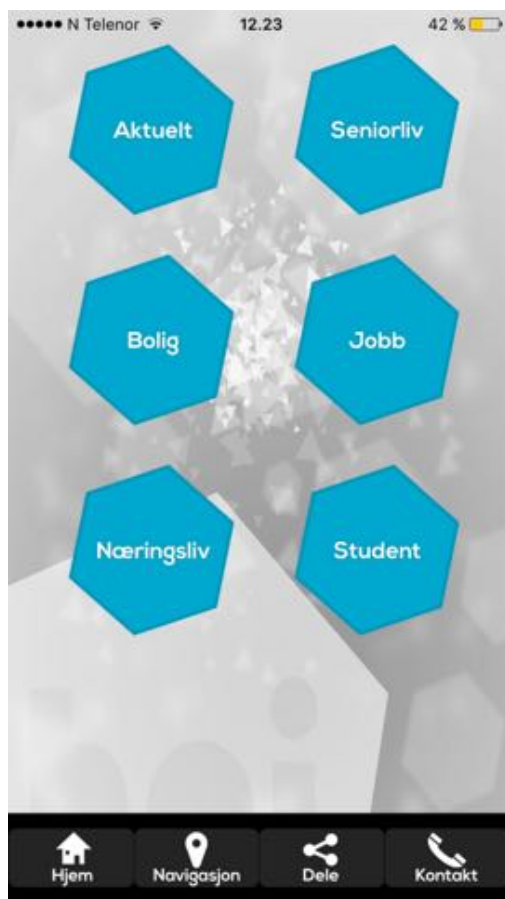 N Telenor 12.23 42 %
Aktuelt Seniorliv
Bolig Jobb
Næringsliv Student
Hjem Navigasjon Dele Kontakt